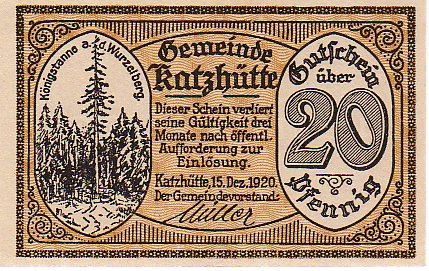 Königstanne a.d. Wurzelberg.
Gemeinde
Katzhütte
Dieser Schein verliert
seine Gültigkeit drei
Monate nach öffentl.
Aufforderung zur
Einlösung.
Katzhütte, 15. Dez. 1920.
Der Gemeindevorstand:
Müller
Gutschein
über
20
Pfennig